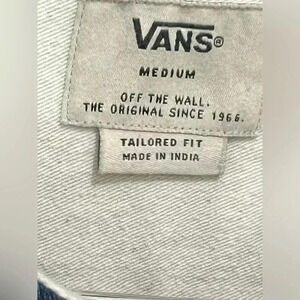 VANS®
MEDIUM
OFF THE WALL.
THE ORIGINAL SINCE 1966.
TAILORED FIT
MADE IN INDIA